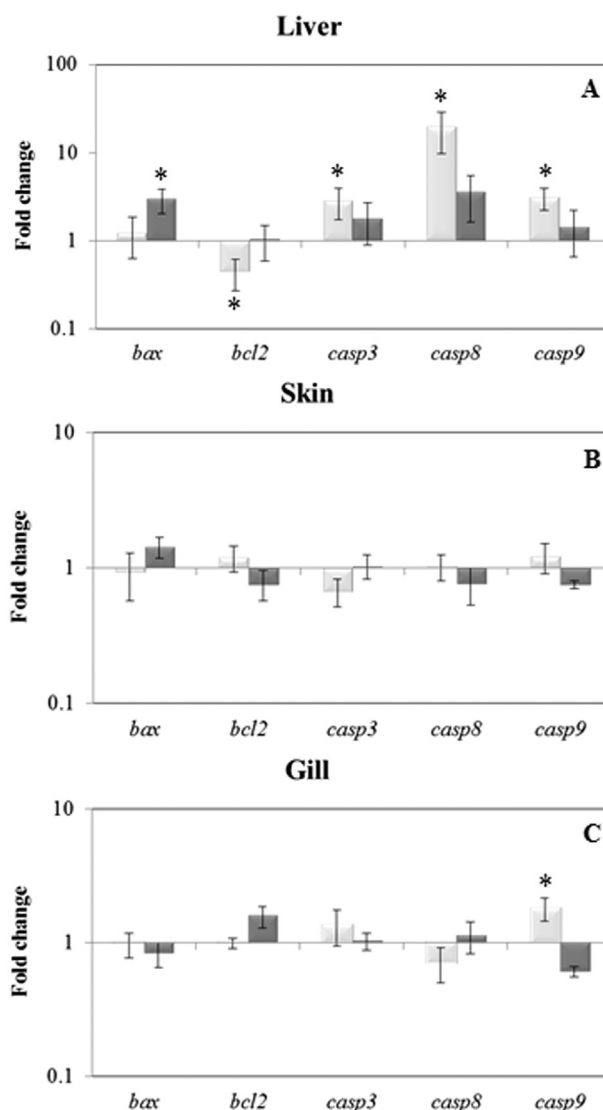 Liver
100
A
*
*
*
*
10
Fold change
1
*
0.1
bax bcl2 casp3 casp8 casp9
Skin
10
B
Fold change
1
0.1
bax bcl2 casp3 casp8 casp9
Gill
10
C
*
Fold change
1
0.1
bax bcl2 casp3 casp8 casp9